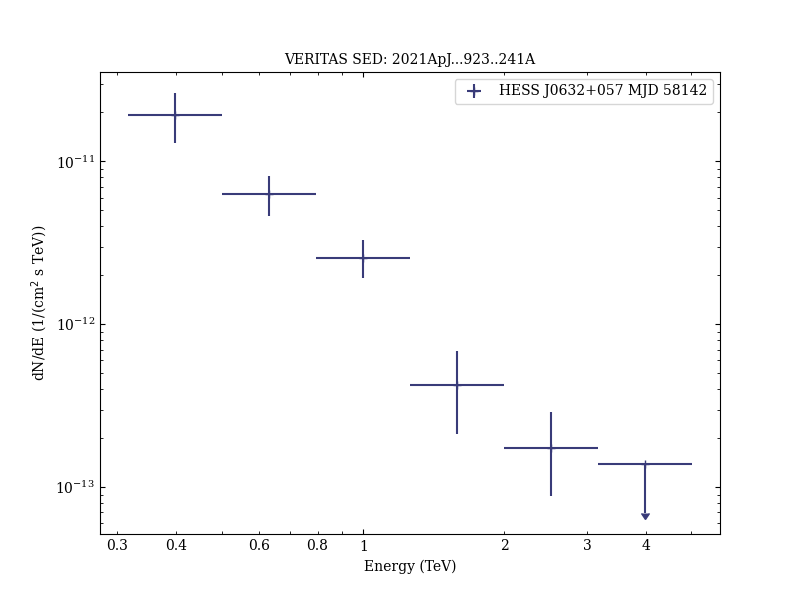 VERITAS SED: 2021ApJ...923..241A
HESS J0632+057 MJD 58142
10⁻¹¹
10⁻¹²
10⁻¹³
dN/dE (1/(cm² s TeV))
0.3 0.4 0.6 0.8 1 2 3 4
Energy (TeV)